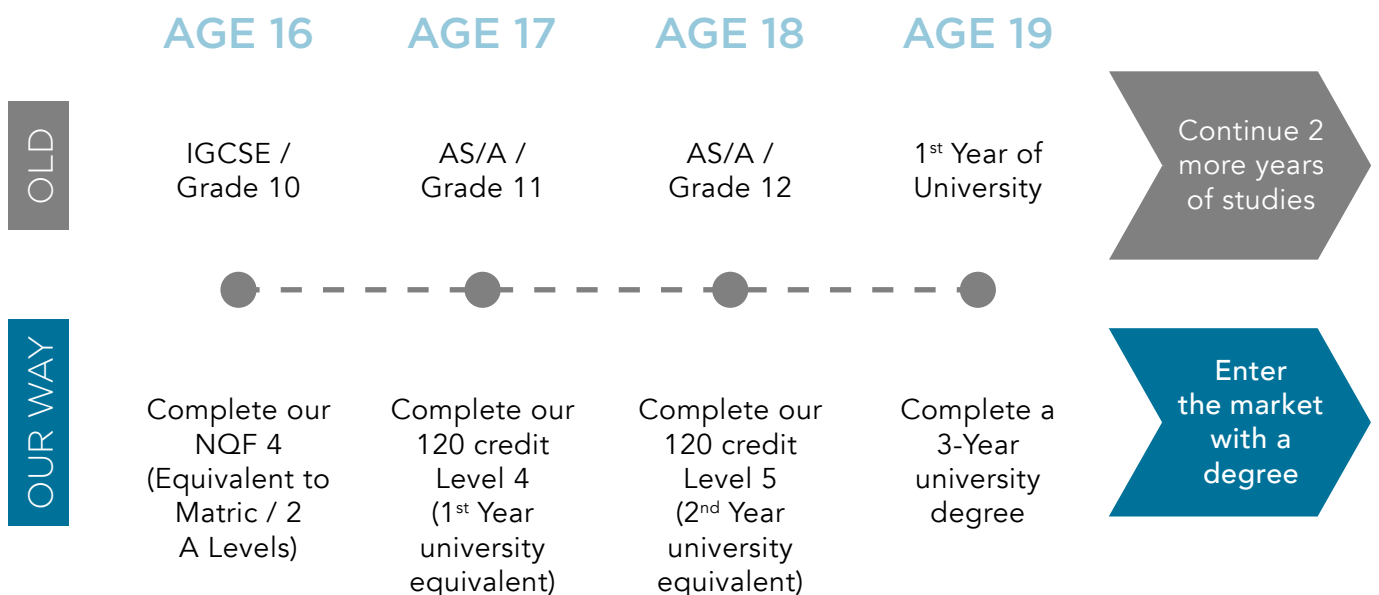 AGE 16
AGE 17
AGE 18
AGE 19
OLD
IGCSE /
Grade 10
AS/A /
Grade 11
AS/A /
Grade 12
1st Year of
University
Continue 2
more years
of studies
OUR WAY
Complete our
NQF 4
(Equivalent to
Matric / 2
A Levels)
Complete our
120 credit
Level 4
(1st Year
university
equivalent)
Complete our
120 credit
Level 5
(2nd Year
university
equivalent)
Complete a
3-Year
university
degree
Enter
the market
with a
degree